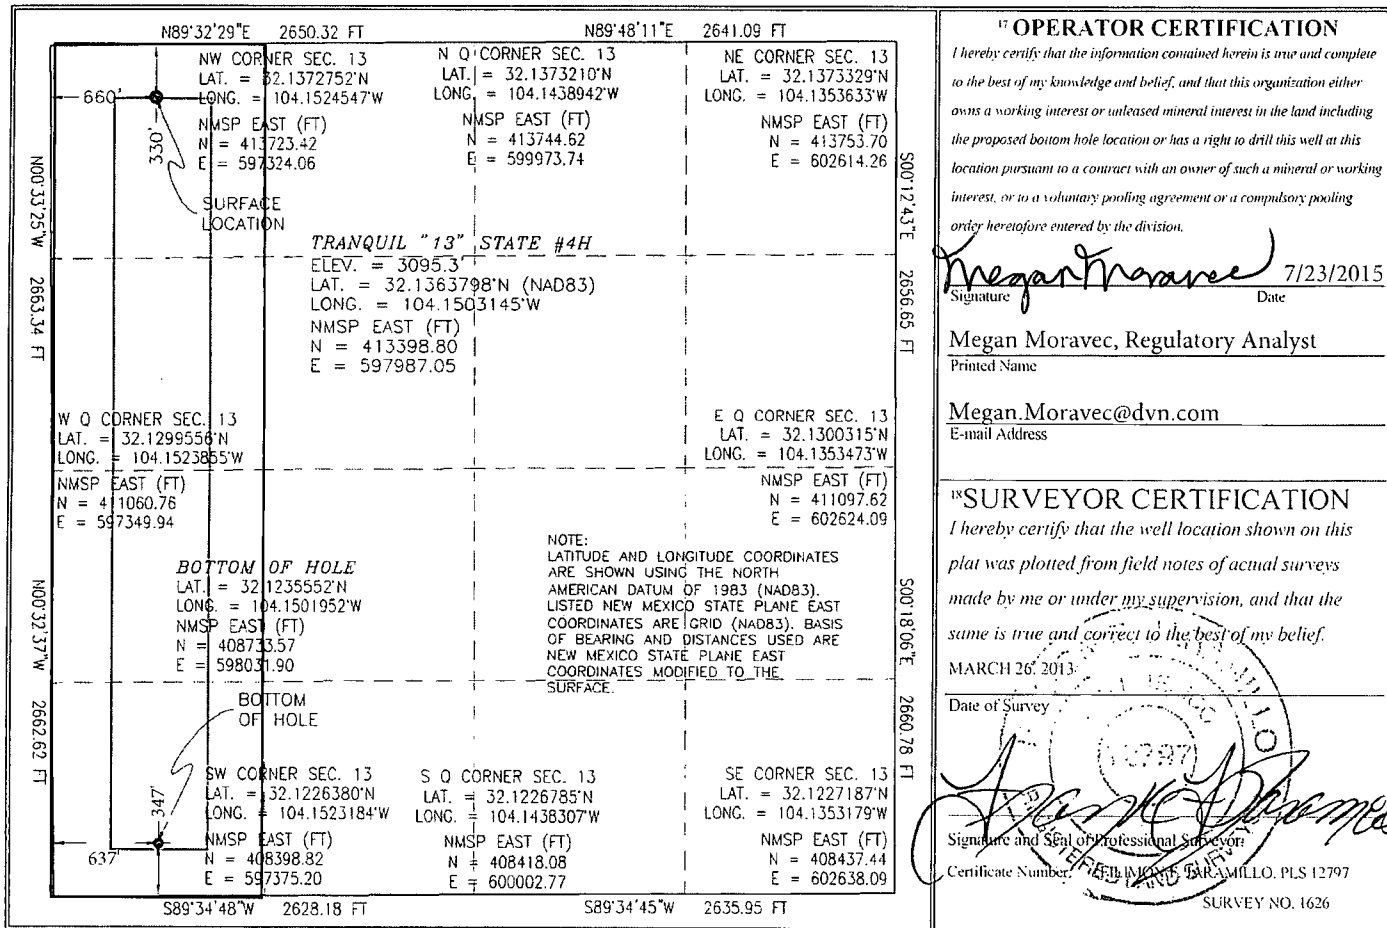 N89°32'29"E 2650.32 FT
N89°48'11"E 2641.09 FT
NW CORNER SEC. 13
LAT. = 32.1372752°N
LONG. = 104.1524547°W
NMSP EAST (FT)
N = 413723.42
E = 597324.06
N Q CORNER SEC. 13
LAT. = 32.1373210°N
LONG. = 104.1438942°W
NMSP EAST (FT)
N = 413744.62
E = 599973.74
NE CORNER SEC. 13
LAT. = 32.1373329°N
LONG. = 104.1353633°W
NMSP EAST (FT)
N = 413753.70
E = 602614.26
660'
330'
SURFACE
LOCATION
N00°33'25"W 2663.34 FT
S00°12'43"E 2656.65 FT
TRANQUIL "13" STATE #4H
ELEV. = 3095.3'
LAT. = 32.1363798°N (NAD83)
LONG. = 104.1503145°W
NMSP EAST (FT)
N = 413398.80
E = 597987.05
W Q CORNER SEC. 13
LAT. = 32.1299556°N
LONG. = 104.1523855°W
NMSP EAST (FT)
N = 411060.76
E = 597349.94
E Q CORNER SEC. 13
LAT. = 32.1300315°N
LONG. = 104.1353473°W
NMSP EAST (FT)
N = 411097.62
E = 602624.09
BOTTOM OF HOLE
LAT. = 32.1235552°N
LONG. = 104.1501952°W
NMSP EAST (FT)
N = 408733.57
E = 598031.90
NOTE:
LATITUDE AND LONGITUDE COORDINATES
ARE SHOWN USING THE NORTH
AMERICAN DATUM OF 1983 (NAD83).
LISTED NEW MEXICO STATE PLANE EAST
COORDINATES ARE GRID (NAD83). BASIS
OF BEARING AND DISTANCES USED ARE
NEW MEXICO STATE PLANE EAST
COORDINATES MODIFIED TO THE
SURFACE.
N00°32'37"W 2662.62 FT
S00°18'06"E 2660.78 FT
BOTTOM
OF HOLE
347'
637'
SW CORNER SEC. 13
LAT. = 32.1226380°N
LONG. = 104.1523184°W
NMSP EAST (FT)
N = 408398.82
E = 597375.20
S Q CORNER SEC. 13
LAT. = 32.1226785°N
LONG. = 104.1438307°W
NMSP EAST (FT)
N = 408418.08
E = 600002.77
SE CORNER SEC. 13
LAT. = 32.1227187°N
LONG. = 104.1353179°W
NMSP EAST (FT)
N = 408437.44
E = 602638.09
S89°34'48"W 2628.18 FT
S89°34'45"W 2635.95 FT
17 OPERATOR CERTIFICATION
I hereby certify that the information contained herein is true and complete
to the best of my knowledge and belief, and that this organization either
owns a working interest or unleased mineral interest in the land including
the proposed bottom hole location or has a right to drill this well at this
location pursuant to a contract with an owner of such a mineral or working
interest, or to a voluntary pooling agreement or a compulsory pooling
order heretofore entered by the division.
Megan Moravec 7/23/2015
Signature Date
Megan Moravec, Regulatory Analyst
Printed Name
Megan.Moravec@dvn.com
E-mail Address
18 SURVEYOR CERTIFICATION
I hereby certify that the well location shown on this
plat was plotted from field notes of actual surveys
made by me or under my supervision, and that the
same is true and correct to the best of my belief.
MARCH 26, 2013
Date of Survey
12797
Signature and Seal of Professional Surveyor:
Certificate Number: FILIMON F. JARAMILLO, PLS 12797
SURVEY NO. 1626